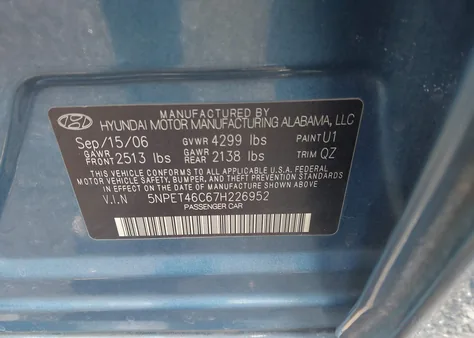 MANUFACTURED BY
HYUNDAI MOTOR MANUFACTURING ALABAMA, LLC
Sep/15/06 GVWR 4299 lbs PAINT U1
GAWR FRONT 2513 lbs GAWR REAR 2138 lbs TRIM QZ
THIS VEHICLE CONFORMS TO ALL APPLICABLE U.S.A. FEDERAL
MOTOR VEHICLE SAFETY, BUMPER, AND THEFT PREVENTION STANDARDS
IN EFFECT ON THE DATE OF MANUFACTURE SHOWN ABOVE.
V.I.N 5NPET46C67H226952
PASSENGER CAR